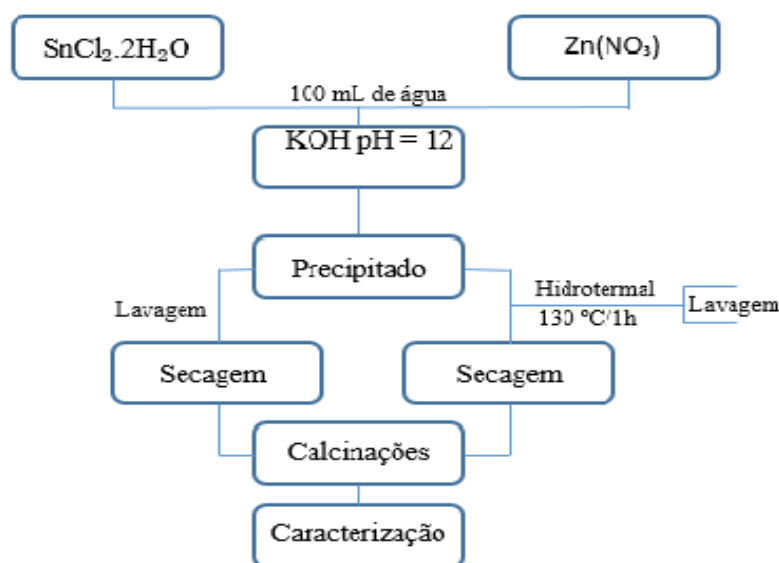 SnCl₂.2H₂O
Zn(NO₃)
100 mL de água
KOH pH = 12
Precipitado
Lavagem
Hidrotermal
130 ºC/1h
Lavagem
Secagem
Secagem
Calcinações
Caracterização